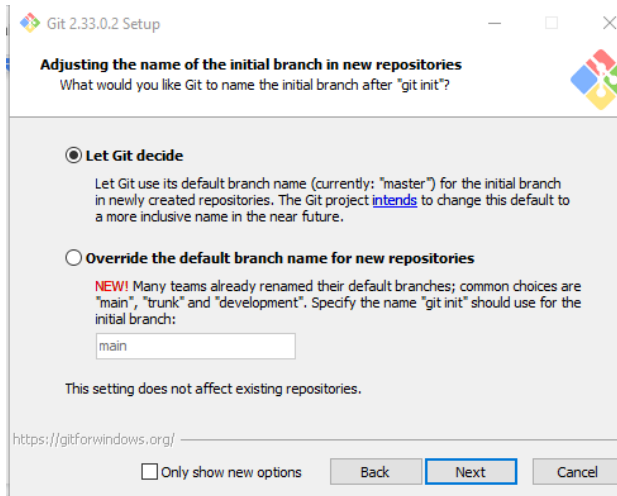 Git 2.33.0.2 Setup
Adjusting the name of the initial branch in new repositories
What would you like Git to name the initial branch after "git init"?
Let Git decide
Let Git use its default branch name (currently: "master") for the initial branch
in newly created repositories. The Git project intends to change this default to
a more inclusive name in the near future.
Override the default branch name for new repositories
NEW! Many teams already renamed their default branches; common choices are
"main", "trunk" and "development". Specify the name "git init" should use for the
initial branch:
main
This setting does not affect existing repositories.
https://gitforwindows.org/
Only show new options
Back
Next
Cancel